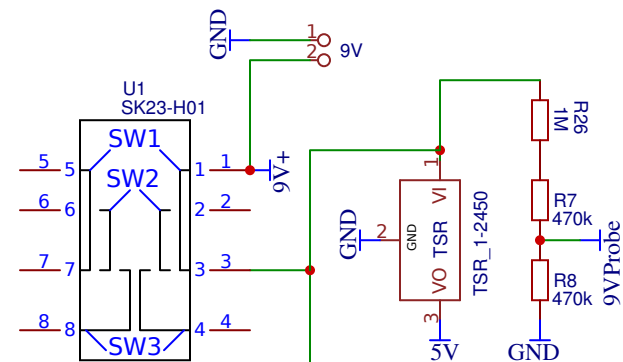 GND
1
2
9V
U1
SK23-H01
SW1
5 5
1 1
9V+
SW2
6 6
2 2
7 7
3 3
SW3
8 8
4 4
1
VI
GND
2
GND
TSR
TSR_1-2450
VO
3
5V
R26
1M
R7
470k
9VProbe
R8
470k
GND